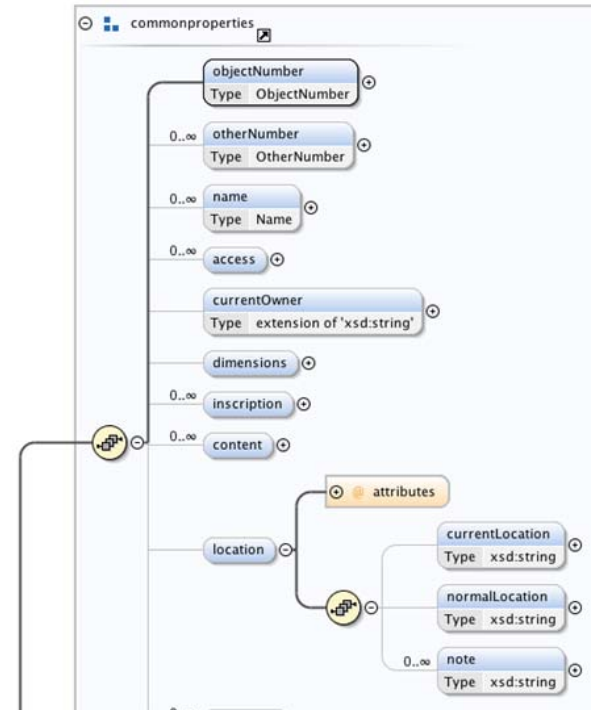 commonproperties
objectNumber
Type ObjectNumber
0..∞ otherNumber
Type OtherNumber
0..∞ name
Type Name
0..∞ access
currentOwner
Type extension of 'xsd:string'
dimensions
0..∞ inscription
0..∞ content
@ attributes
location
currentLocation
Type xsd:string
normalLocation
Type xsd:string
0..∞ note
Type xsd:string